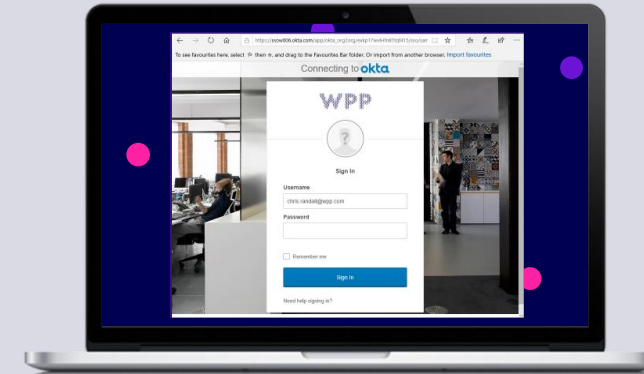 To see favourites here, select ☆ then ☆, and drag to the Favourites Bar folder. Or import from another browser. Import favourites
Connecting to okta
WPP
?
Sign In
Username
chris.randall@wpp.com
Password
Remember me
Sign In
Need help signing in?